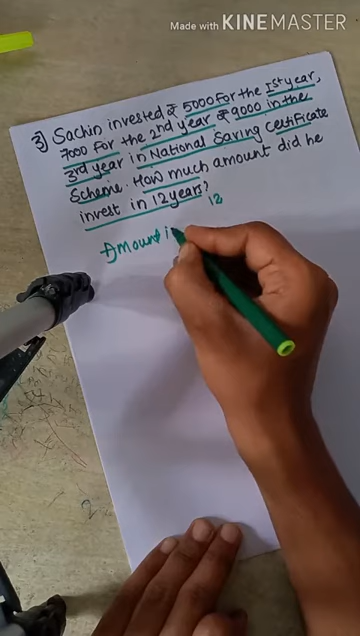 Made with KINEMASTER
3) Sachin invested ₹ 5000 For the Ist year,
7000 For the 2nd year ₹ 9000 in the
3rd year in National Saving Certificate
Scheme. How much amount did he
invest in 12 years?
12
Amount i